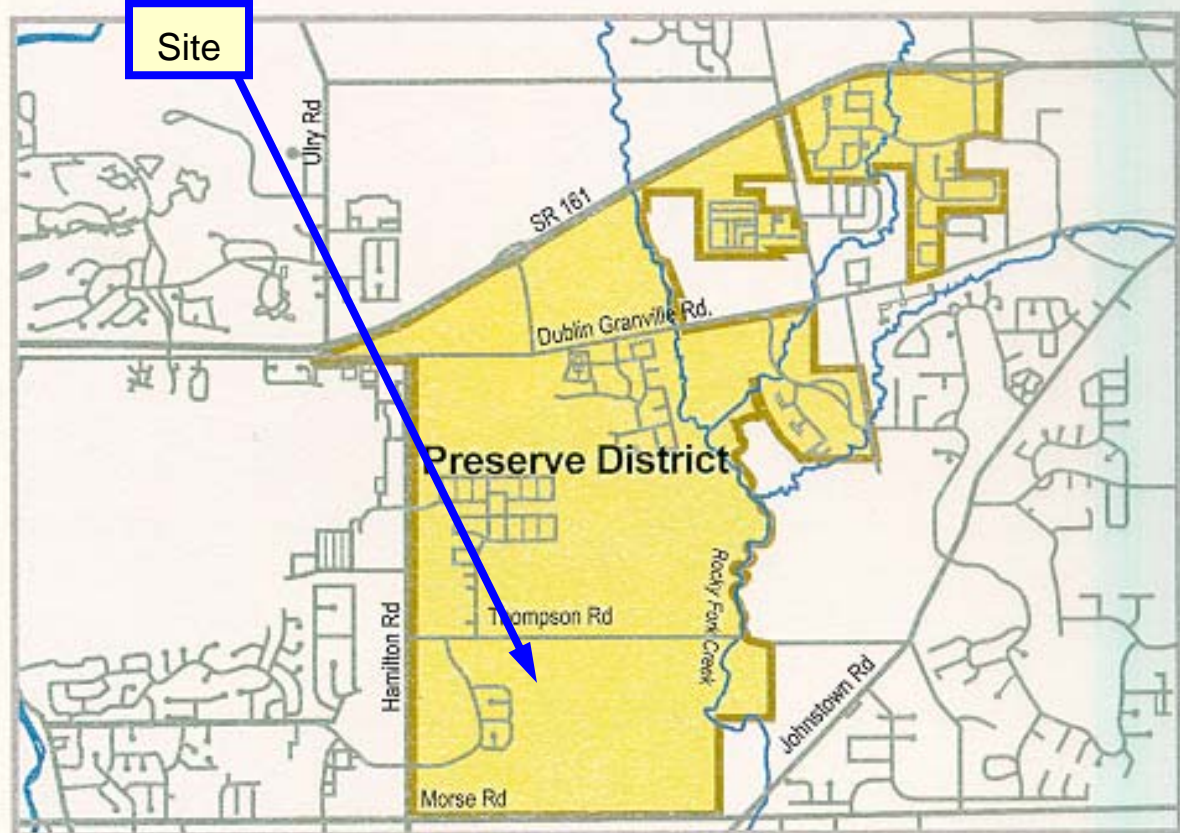 Site
Ulry Rd
SR 161
Dublin Granville Rd.
Preserve District
Rocky Fork Creek
Thompson Rd
Hamilton Rd
Johnstown Rd
Morse Rd